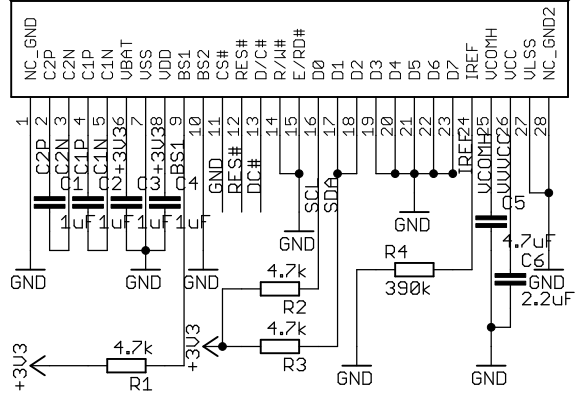 NC_GND
C2P
C2N
C1P
C1N
VBAT
VSS
VDD
BS1
BS2
CS#
RES#
D/C#
R/W#
E/RD#
D0
D1
D2
D3
D4
D5
D6
D7
IREF
VCOMH
VCC
VLSS
NC_GND2
1
2
3
4
5
6
7
8
9
10
11
12
13
14
15
16
17
18
19
20
21
22
23
24
25
26
27
28
C2P
C2N
C1P
C1N
+3V3
+3V3
BS1
GND
RES#
DC#
SCL
SDA
IREF
VCOMH
VVVCC
C1
C2
C3
C4
C5
1uF
1uF
1uF
1uF
GND
4.7uF
C6
2.2uF
R4
390k
GND
GND
GND
GND
GND
4.7k
R2
+3V3
4.7k
R3
+3V3
4.7k
R1
GND
GND